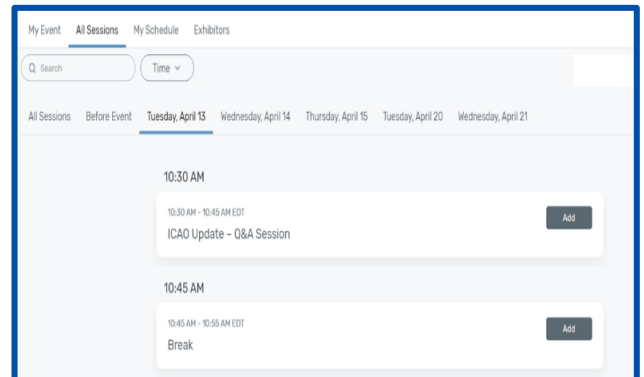 My Event All Sessions My Schedule Exhibitors
Search Time
All Sessions Before Event Tuesday, April 13 Wednesday, April 14 Thursday, April 15 Tuesday, April 20 Wednesday, April 21
10:30 AM
10:30 AM - 10:45 AM EDT
Add
ICAO Update – Q&A Session
10:45 AM
10:45 AM - 10:55 AM EDT
Add
Break